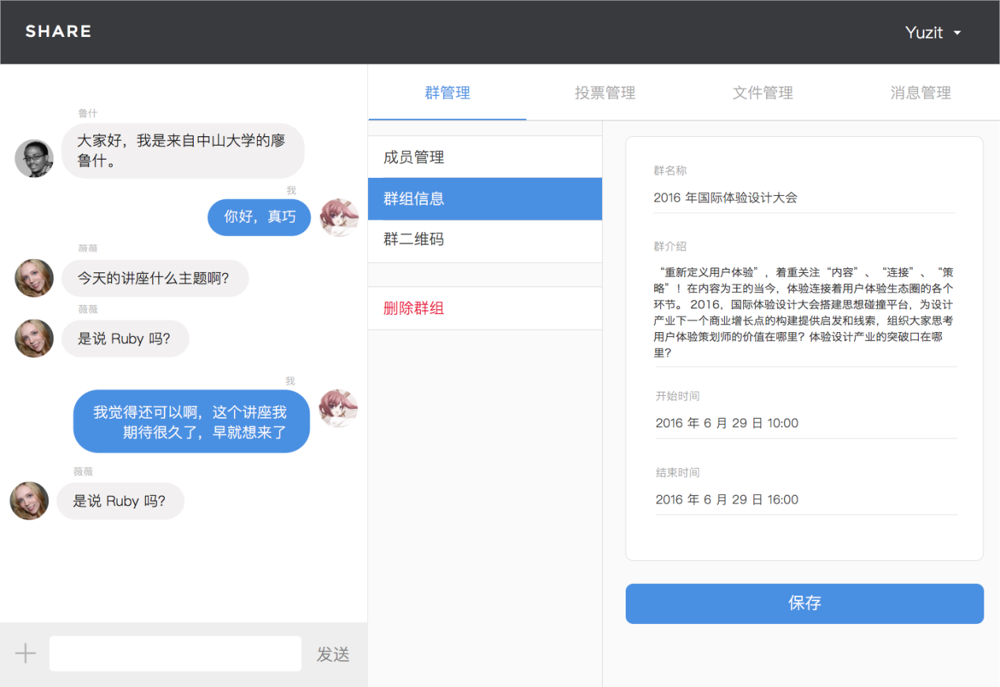 SHARE
Yuzit
鲁什
大家好，我是来自中山大学的廖
鲁什。
我
你好，真巧
薇薇
今天的讲座什么主题啊？
薇薇
是说 Ruby 吗？
我
我觉得还可以啊，这个讲座我
期待很久了，早就想来了
薇薇
是说 Ruby 吗？
发送
群管理
投票管理
文件管理
消息管理
成员管理
群组信息
群二维码
删除群组
群名称
2016 年国际体验设计大会
群介绍
“重新定义用户体验”，着重关注“内容”、“连接”、“策
略”！在内容为王的当今，体验连接着用户体验生态圈的各个
环节。 2016，国际体验设计大会搭建思想碰撞平台，为设计
产业下一个商业增长点的构建提供启发和线索，组织大家思考
用户体验策划师的价值在哪里？体验设计产业的突破口在哪
里？
开始时间
2016 年 6 月 29 日 10:00
结束时间
2016 年 6 月 29 日 16:00
保存